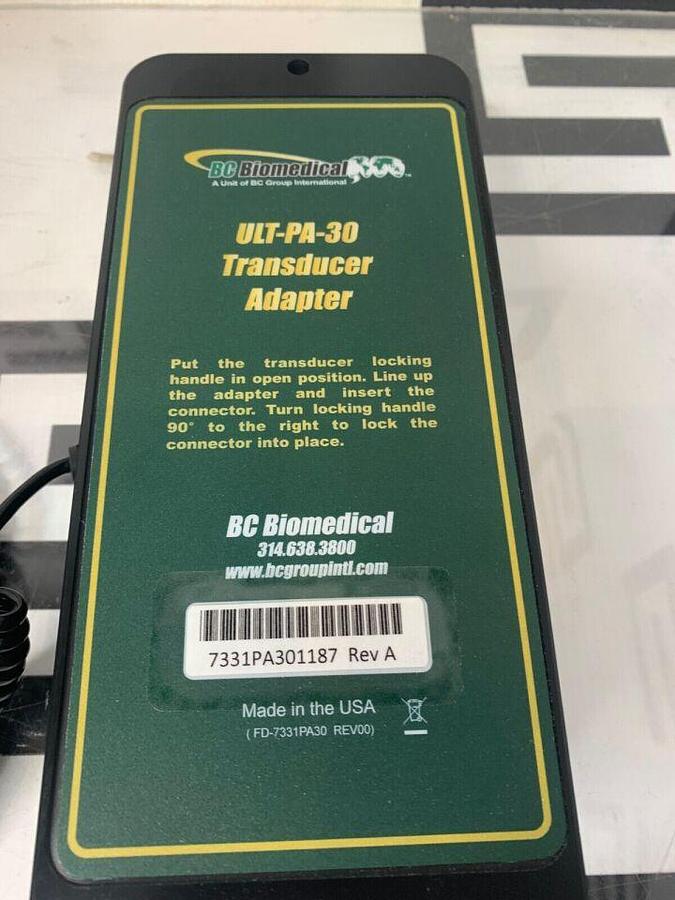 BC Biomedical
A Unit of BC Group International
™
ULT-PA-30
Transducer
Adapter
Put the transducer locking
handle in open position. Line up
the adapter and insert the
connector. Turn locking handle
90° to the right to lock the
connector into place.
BC Biomedical
314.638.3800
www.bcgroupintl.com
7331PA301187 Rev A
Made in the USA
( FD-7331PA30 REV00)